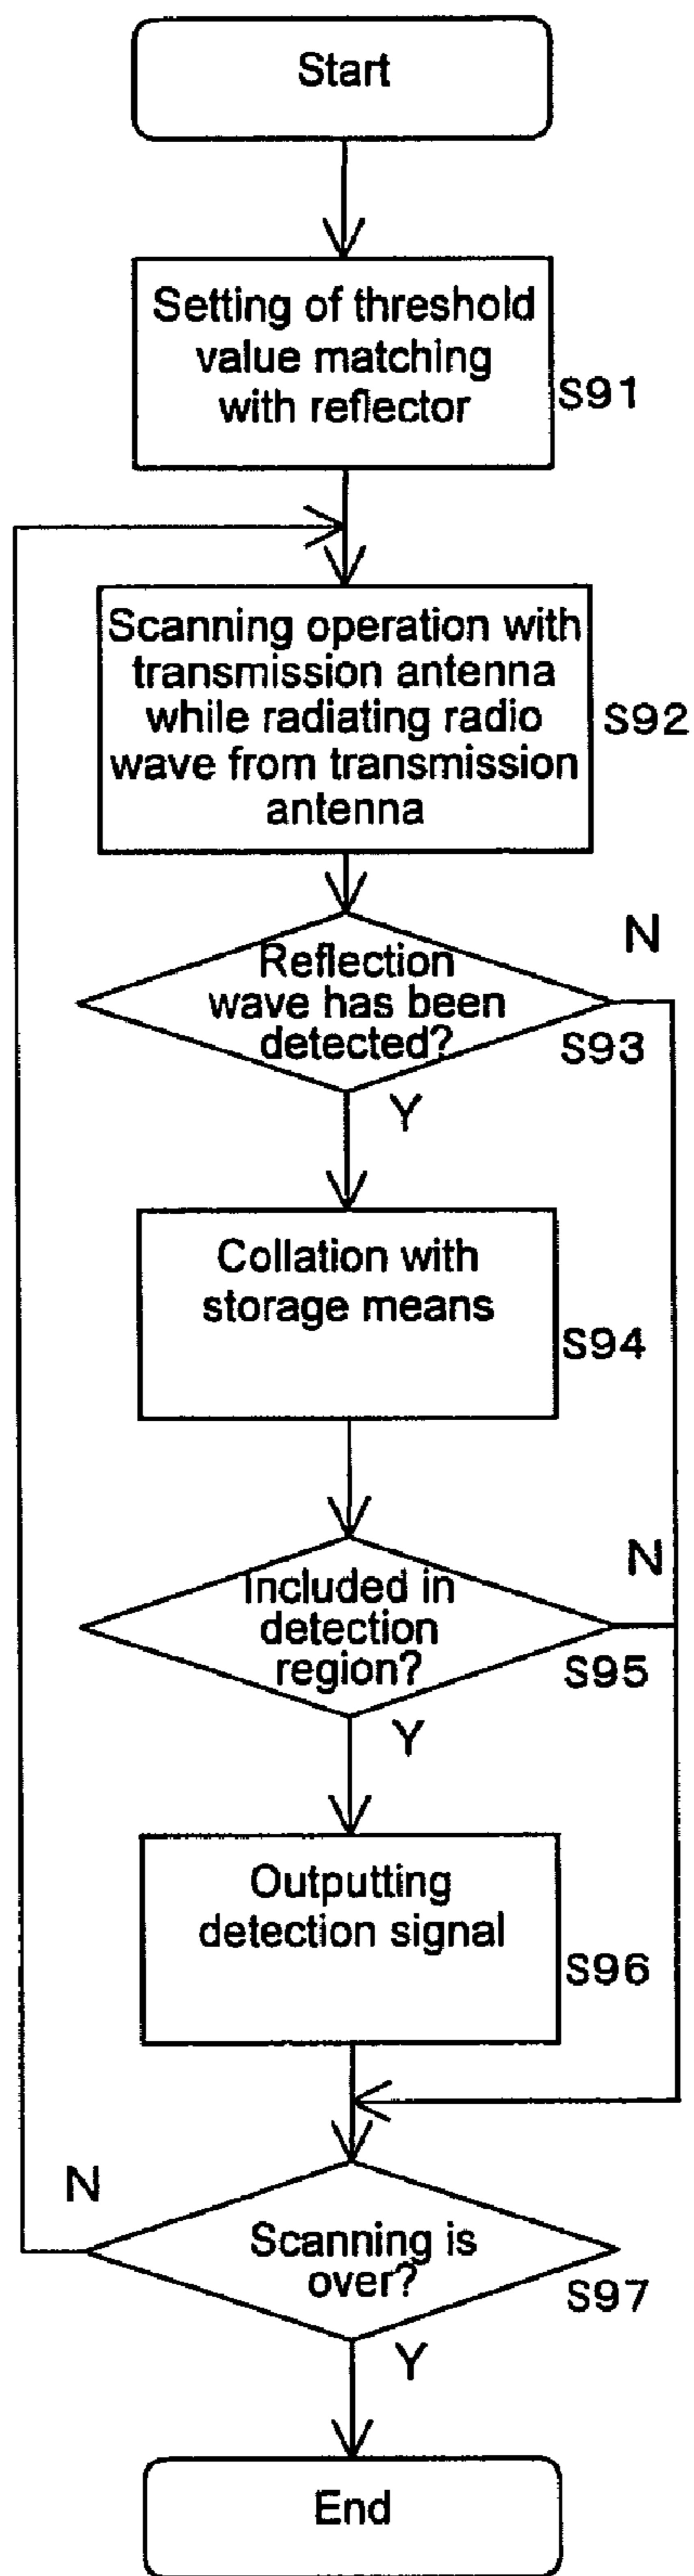 Start
Setting of threshold
value matching
with reflector
S91
Scanning operation with
transmission antenna
while radiating radio
wave from transmission
antenna
S92
N
Reflection
wave has been
detected?
S93
Y
Collation with
storage means
S94
N
Included in
detection
region?
S95
Y
Outputting
detection signal
S96
N
Scanning is
over?
S97
Y
End